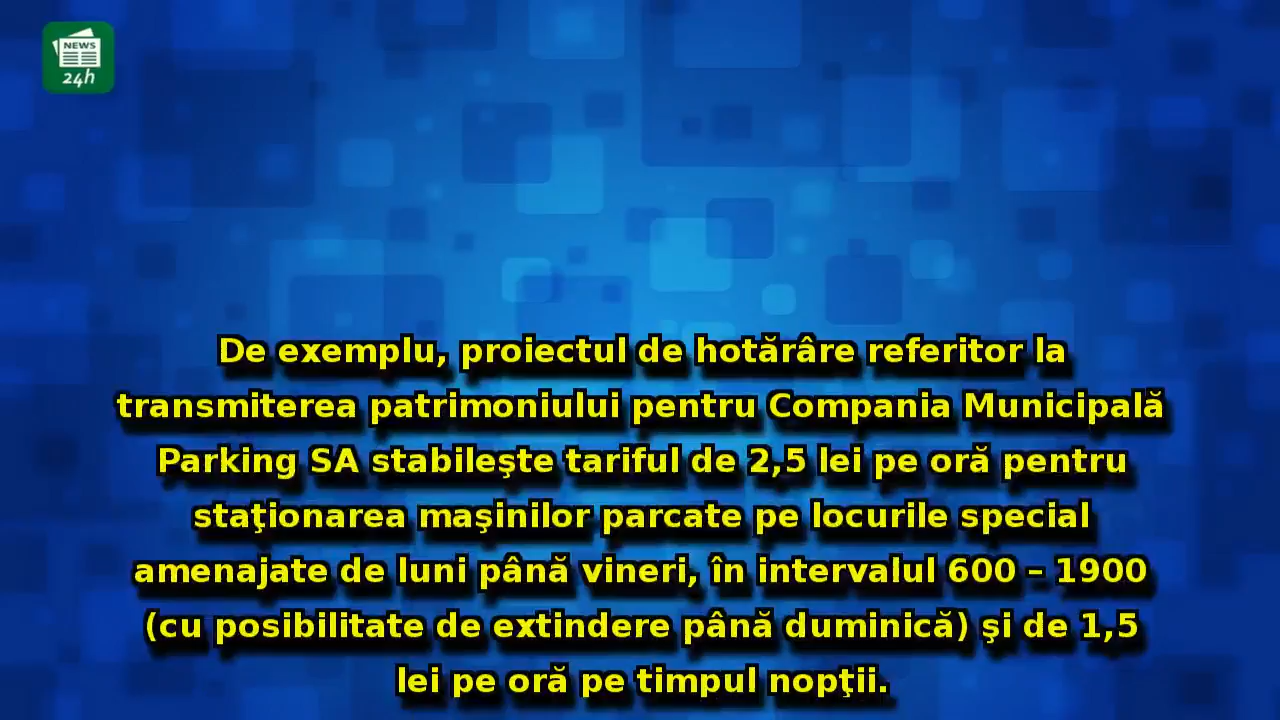 NEWS
24h
De exemplu, proiectul de hotărâre referitor la
transmiterea patrimoniului pentru Compania Municipală
Parking SA stabileşte tariful de 2,5 lei pe oră pentru
staţionarea maşinilor parcate pe locurile special
amenajate de luni până vineri, în intervalul 600 – 1900
(cu posibilitate de extindere până duminică) şi de 1,5
lei pe oră pe timpul nopţii.